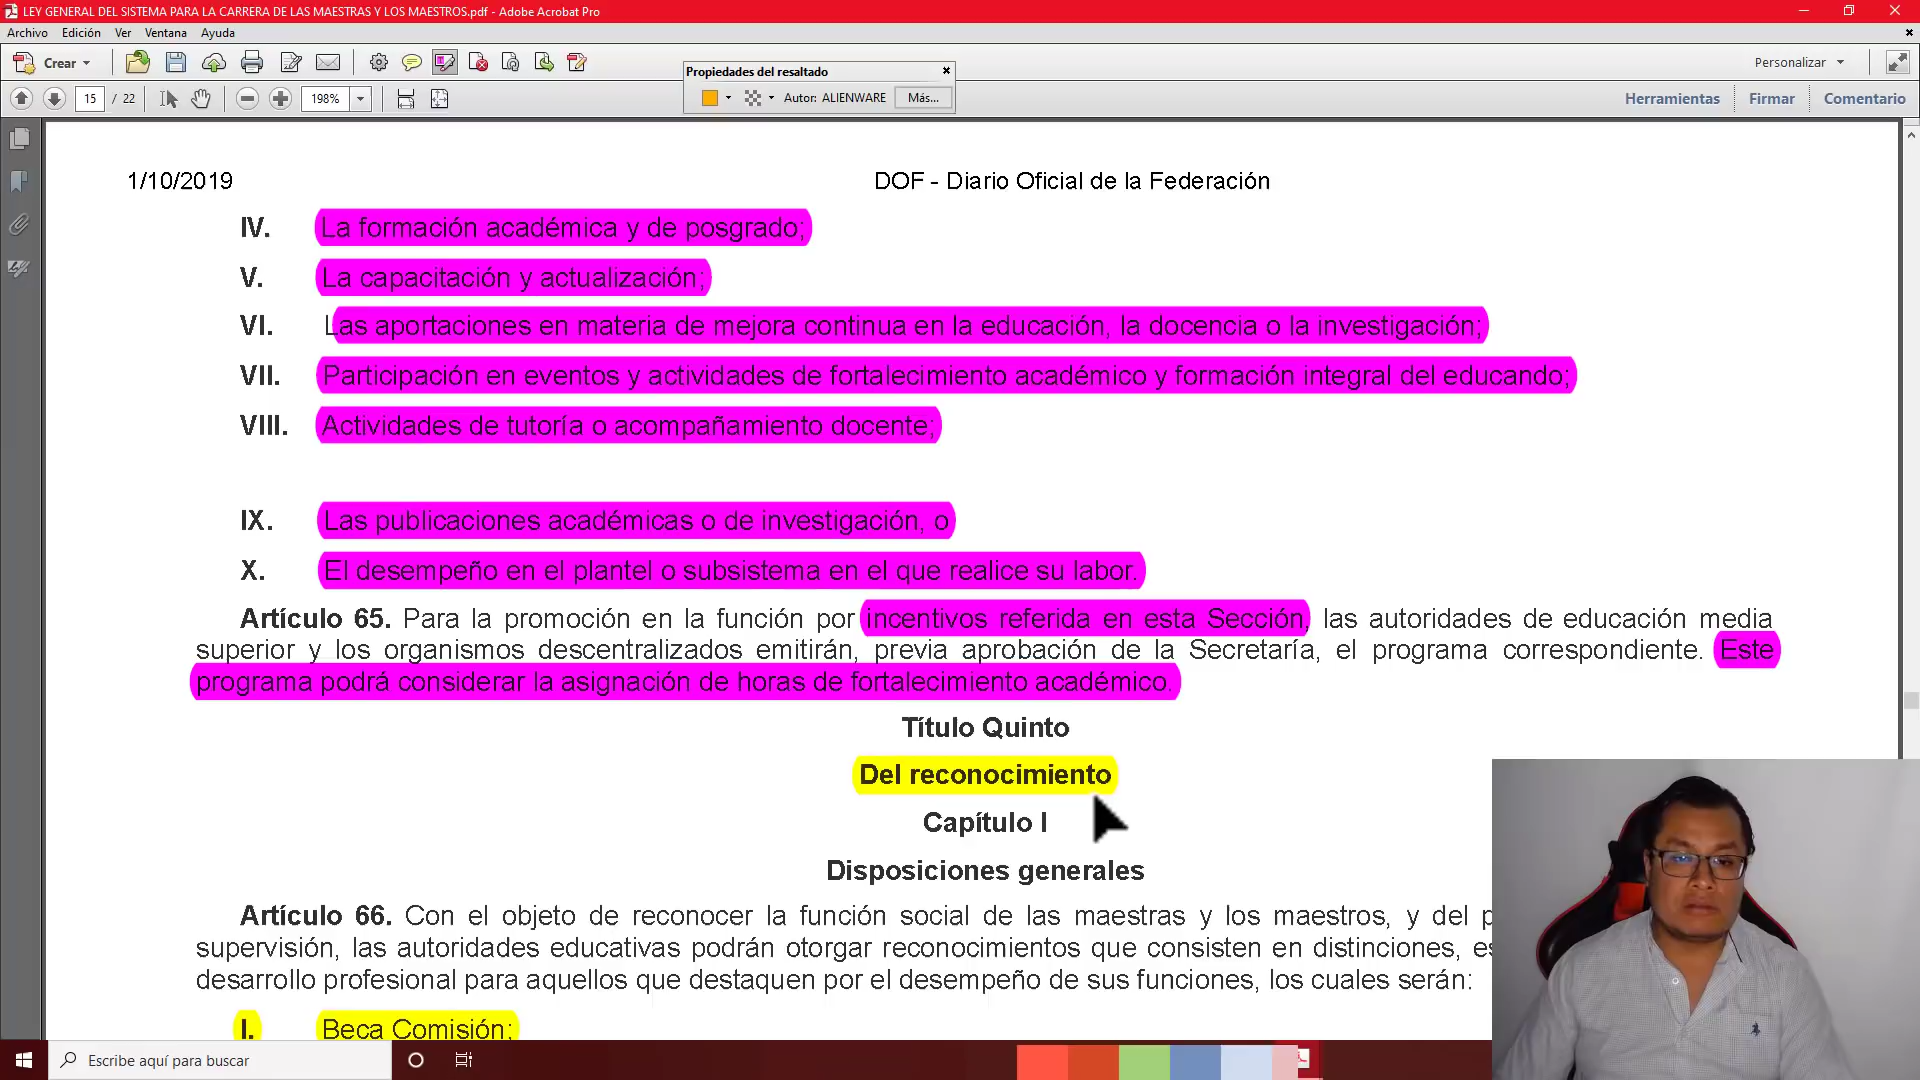 LEY GENERAL DEL SISTEMA PARA LA CARRERA DE LAS MAESTRAS Y LOS MAESTROS.pdf - Adobe Acrobat Pro
Archivo Edición Ver Ventana Ayuda
Crear
Personalizar
Propiedades del resaltado
Autor: ALIENWARE Más...
15 / 22
198%
Herramientas Firmar Comentario
1/10/2019 DOF - Diario Oficial de la Federación
IV. La formación académica y de posgrado;
V. La capacitación y actualización;
VI. Las aportaciones en materia de mejora continua en la educación, la docencia o la investigación;
VII. Participación en eventos y actividades de fortalecimiento académico y formación integral del educando;
VIII. Actividades de tutoría o acompañamiento docente;
IX. Las publicaciones académicas o de investigación, o
X. El desempeño en el plantel o subsistema en el que realice su labor.
Artículo 65. Para la promoción en la función por incentivos referida en esta Sección, las autoridades de educación media
superior y los organismos descentralizados emitirán, previa aprobación de la Secretaría, el programa correspondiente. Este
programa podrá considerar la asignación de horas de fortalecimiento académico.
Título Quinto
Del reconocimiento
Capítulo I
Disposiciones generales
Artículo 66. Con el objeto de reconocer la función social de las maestras y los maestros, y del
supervisión, las autoridades educativas podrán otorgar reconocimientos que consisten en distinciones,
desarrollo profesional para aquellos que destaquen por el desempeño de sus funciones, los cuales serán:
I. Beca Comisión;
Escribe aquí para buscar